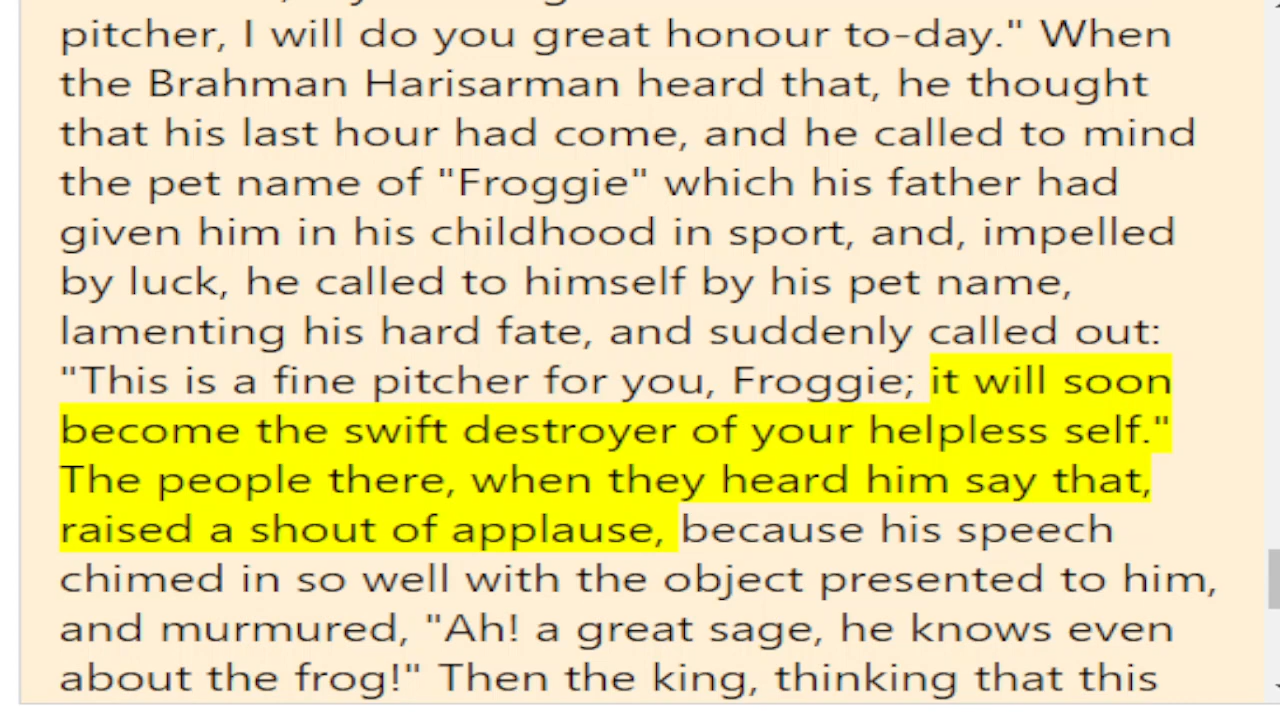 pitcher, I will do you great honour to-day." When
the Brahman Harisarman heard that, he thought
that his last hour had come, and he called to mind
the pet name of "Froggie" which his father had
given him in his childhood in sport, and, impelled
by luck, he called to himself by his pet name,
lamenting his hard fate, and suddenly called out:
"This is a fine pitcher for you, Froggie; it will soon
become the swift destroyer of your helpless self."
The people there, when they heard him say that,
raised a shout of applause, because his speech
chimed in so well with the object presented to him,
and murmured, "Ah! a great sage, he knows even
about the frog!" Then the king, thinking that this